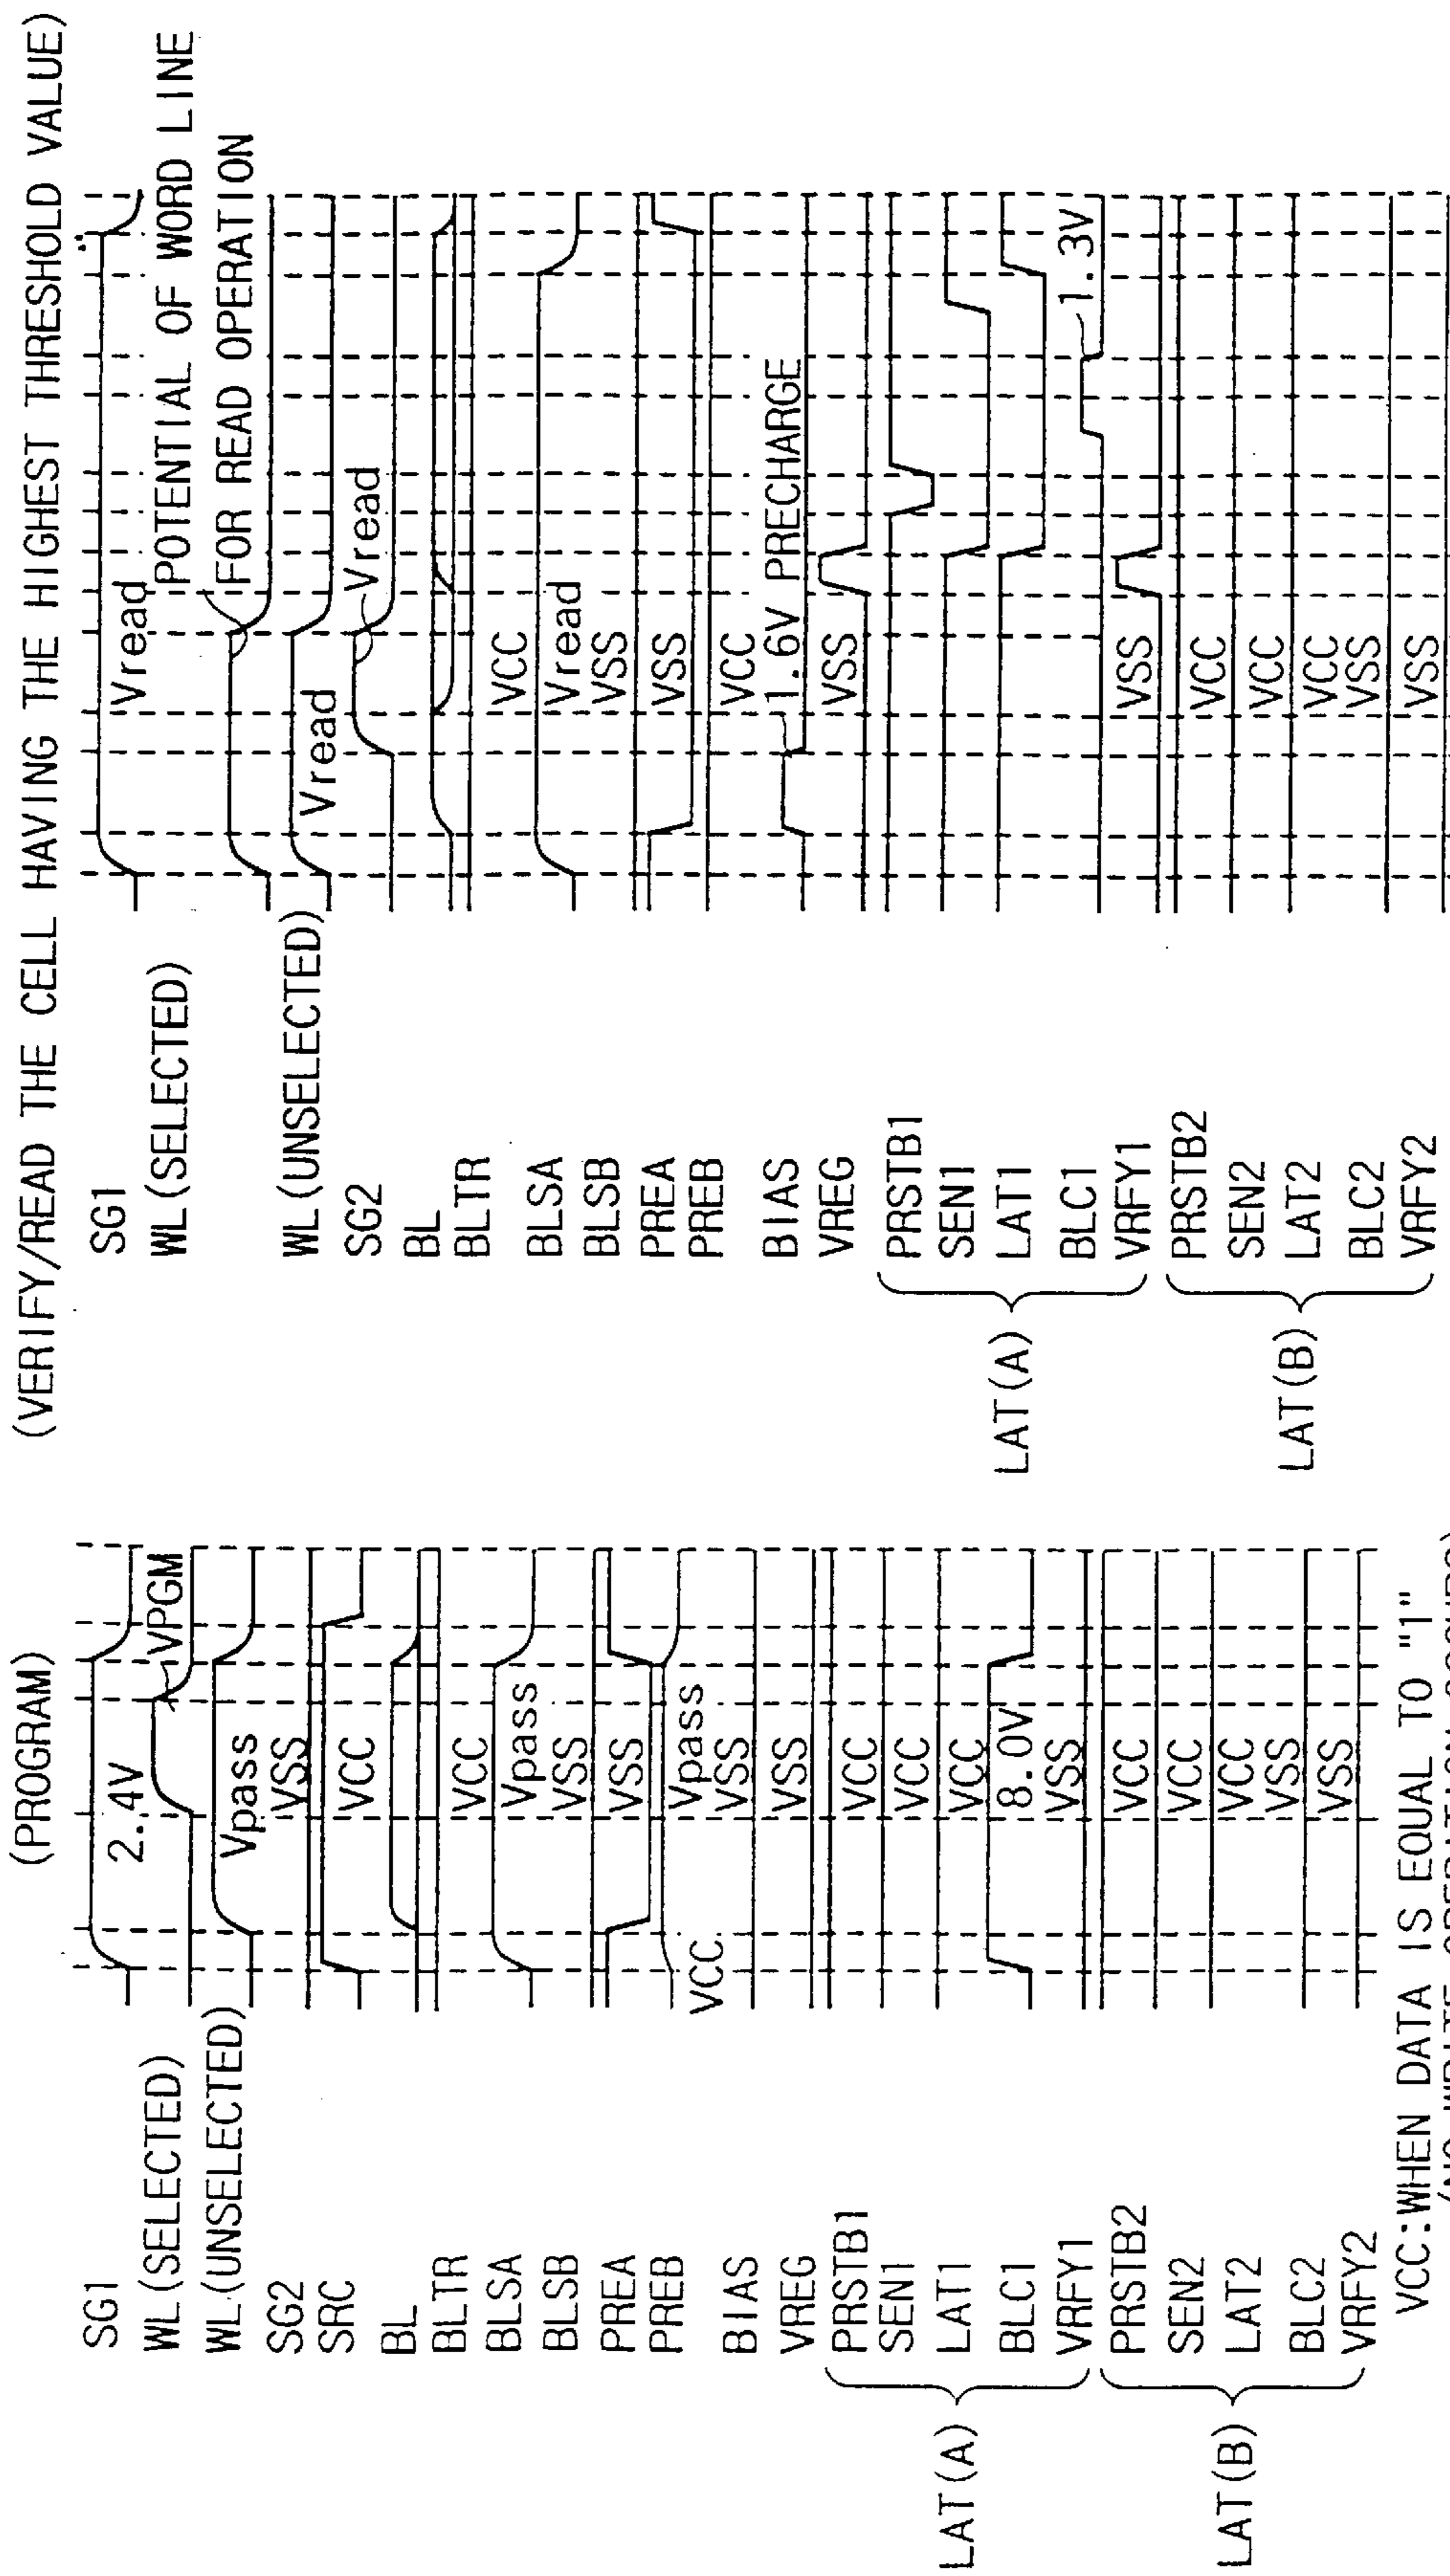 (PROGRAM)
SG1 2.4V
WL(SELECTED) VPGM
WL(UNSELECTED) Vpass
SG2 VSS
SRC VCC
BL
BLTR VCC
BLSA Vpass
BLSB VSS
PREA VSS
PREB Vpass
VCC
BIAS VSS
VREG VSS
LAT(A)
PRSTB1 VCC
SEN1 VCC
LAT1 VCC
BLC1 8.0V
VRFY1 VSS
LAT(B)
PRSTB2 VCC
SEN2 VCC
LAT2 VCC
BLC2 VSS
VRFY2 VSS
VCC:WHEN DATA IS EQUAL TO "1"
(VERIFY/READ THE CELL HAVING THE HIGHEST THRESHOLD VALUE)
SG1 Vread
WL(SELECTED) POTENTIAL OF WORD LINE
FOR READ OPERATION
WL(UNSELECTED) Vread
SG2 Vread
BL
BLTR VCC
BLSA Vread
BLSB VSS
PREA VSS
PREB VCC
BIAS 1.6V PRECHARGE
VREG VSS
LAT(A)
PRSTB1
SEN1
LAT1
BLC1 1.3V
VRFY1 VSS
LAT(B)
PRSTB2 VCC
SEN2 VCC
LAT2 VCC
BLC2 VSS
VRFY2 VSS